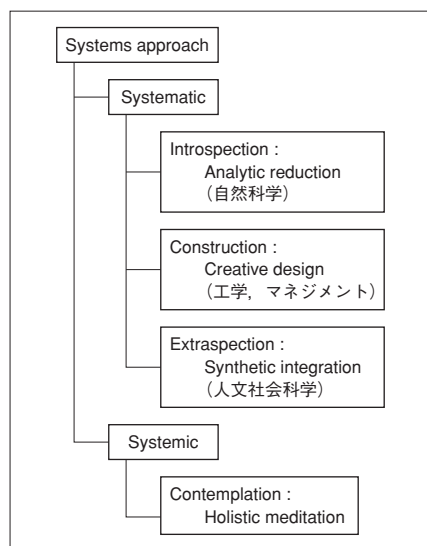 Systems approach
Systematic
Introspection :
Analytic reduction
（自然科学）
Construction :
Creative design
（工学，マネジメント）
Extraspection :
Synthetic integration
（人文社会科学）
Systemic
Contemplation :
Holistic meditation